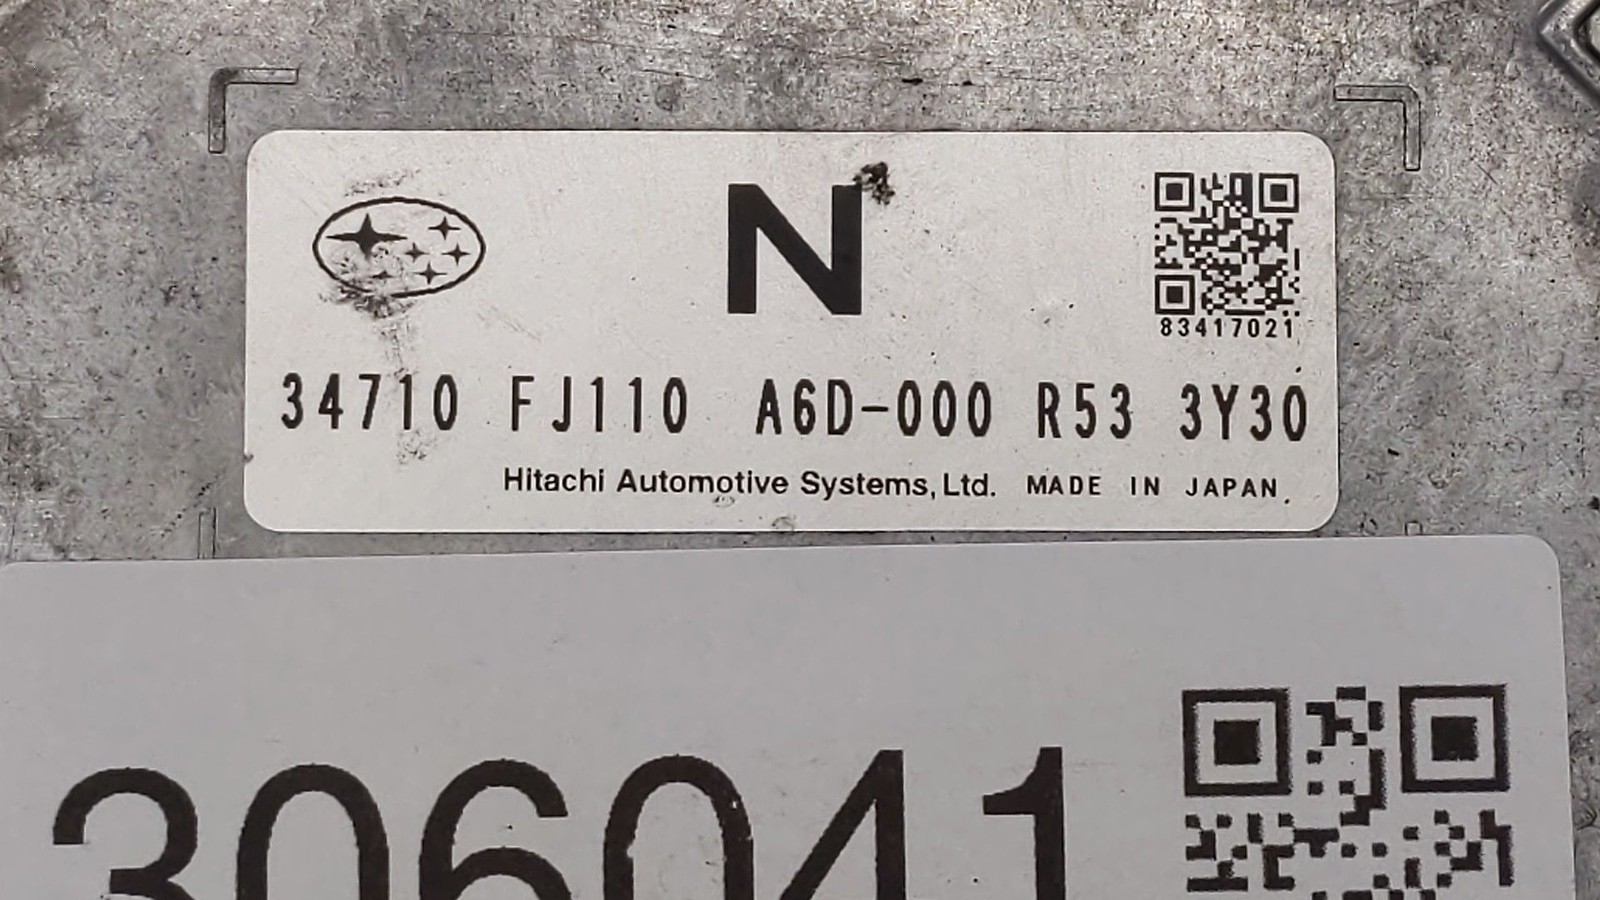 N
83417021
34710 FJ110 A6D-000 R53 3Y30
Hitachi Automotive Systems, Ltd. MADE IN JAPAN
306041